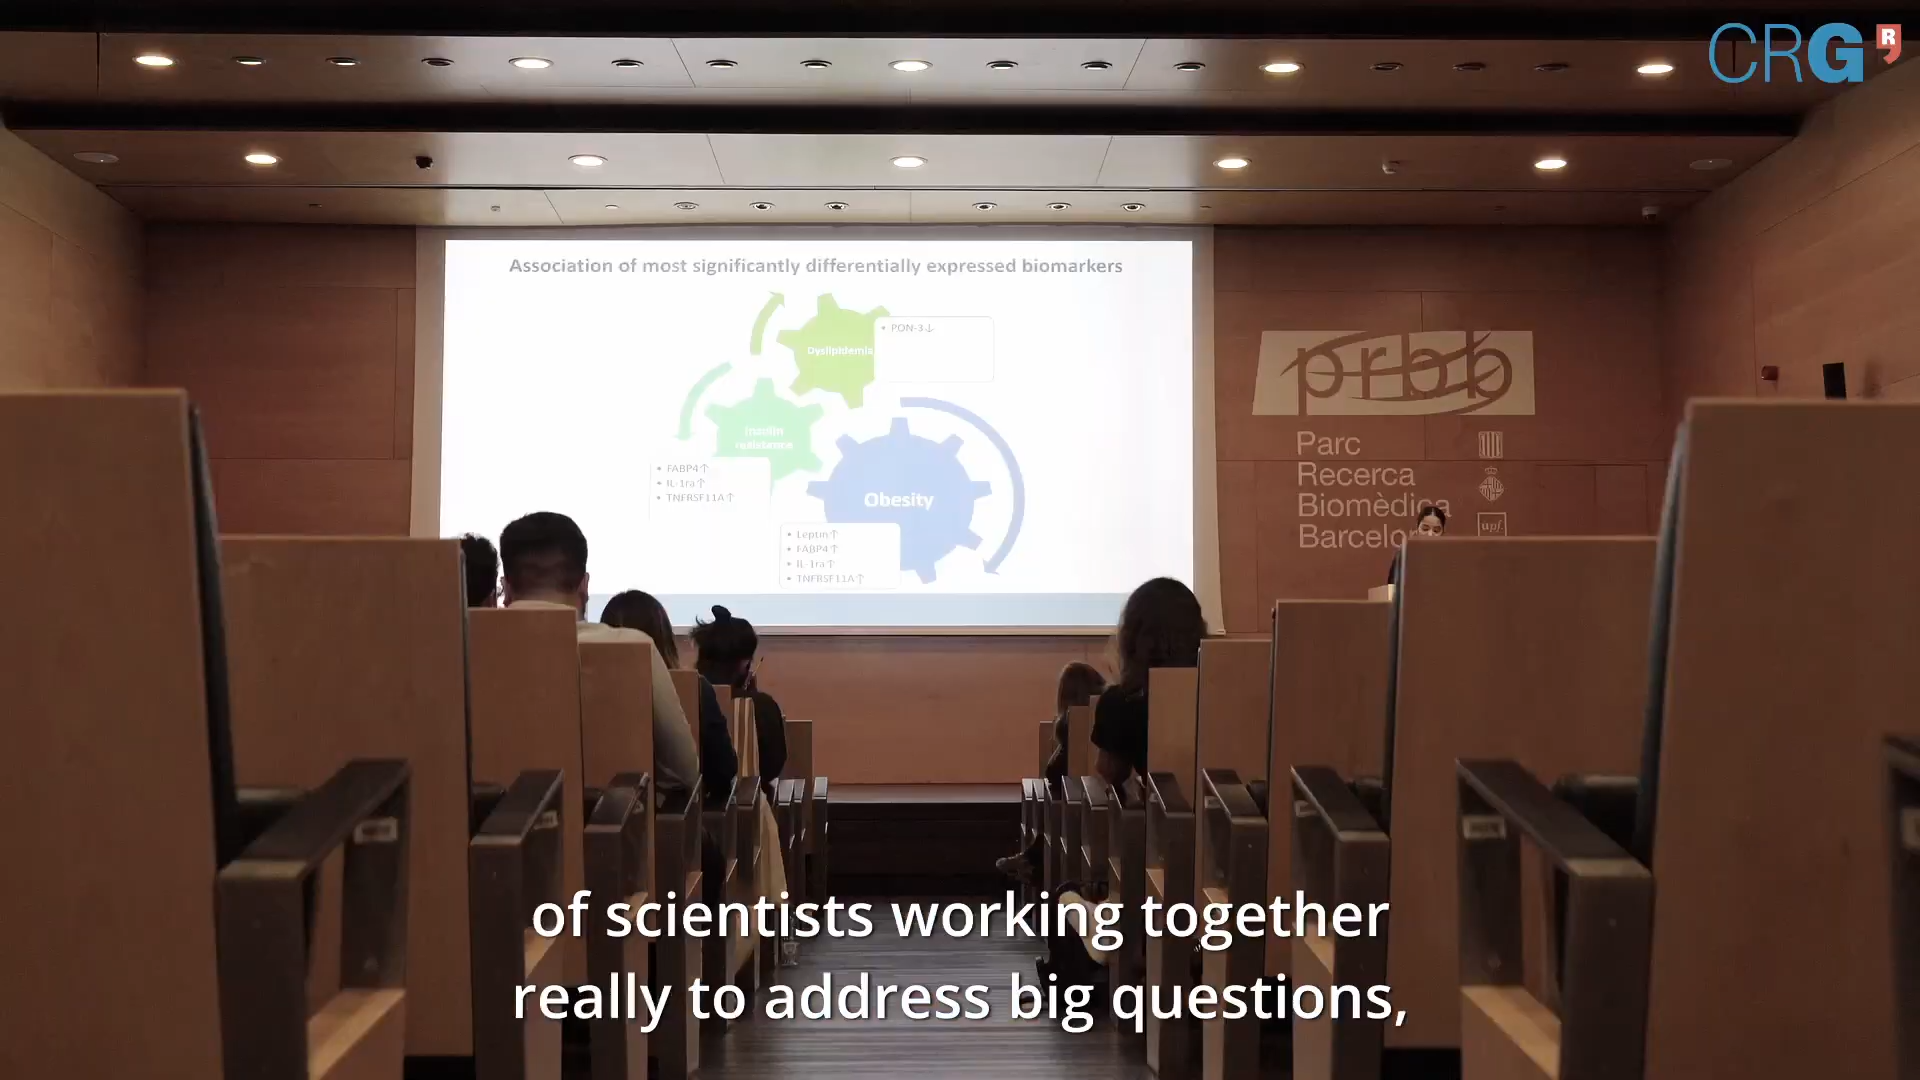 CRG
R
Association of most significantly differentially expressed biomarkers
Dyslipidemia
• PON-3↓
Insulin
resistance
• FABP4↑
• IL-1ra↑
• TNFRSF11A↑
Obesity
• Leptin↑
• FABP4↑
• IL-1ra↑
• TNFRSF11A↑
prbb
Parc
Recerca
Biomèdica
Barcelo
upf.
of scientists working together
really to address big questions,